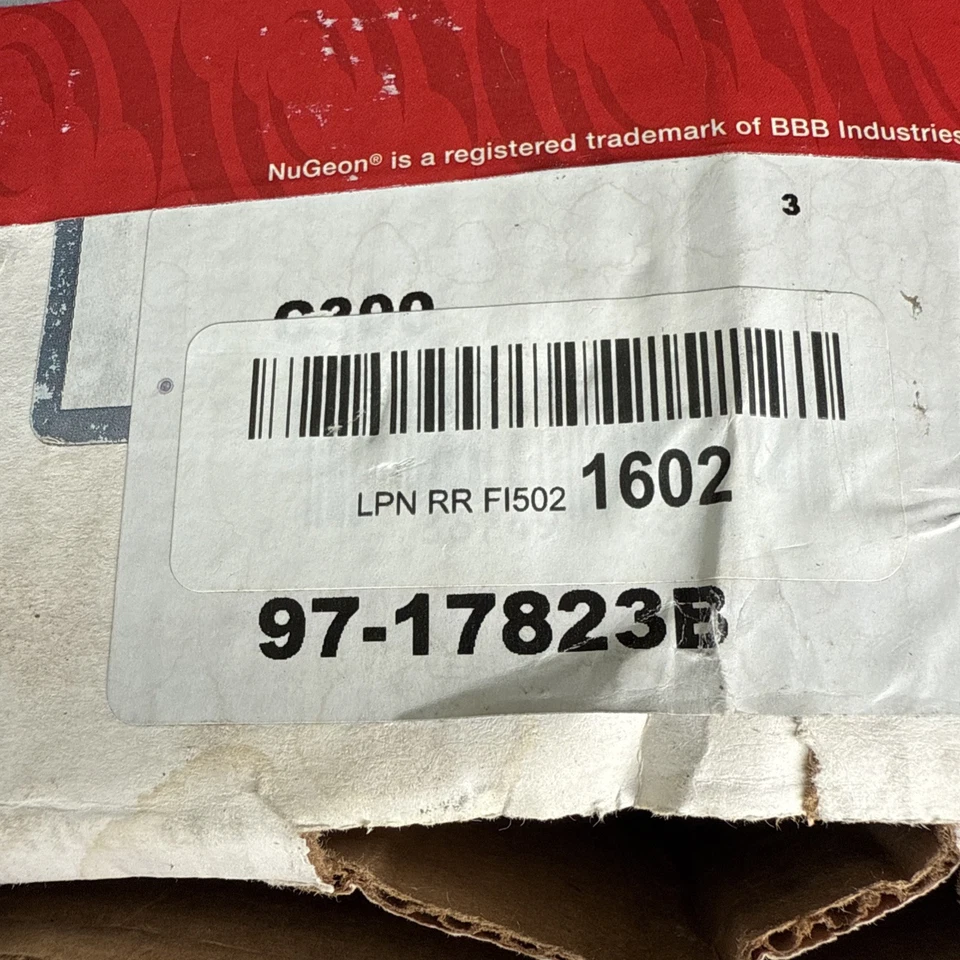 NuGeon® is a registered trademark of BBB Industries
3
LPN RR FI502 1602
97-17823B